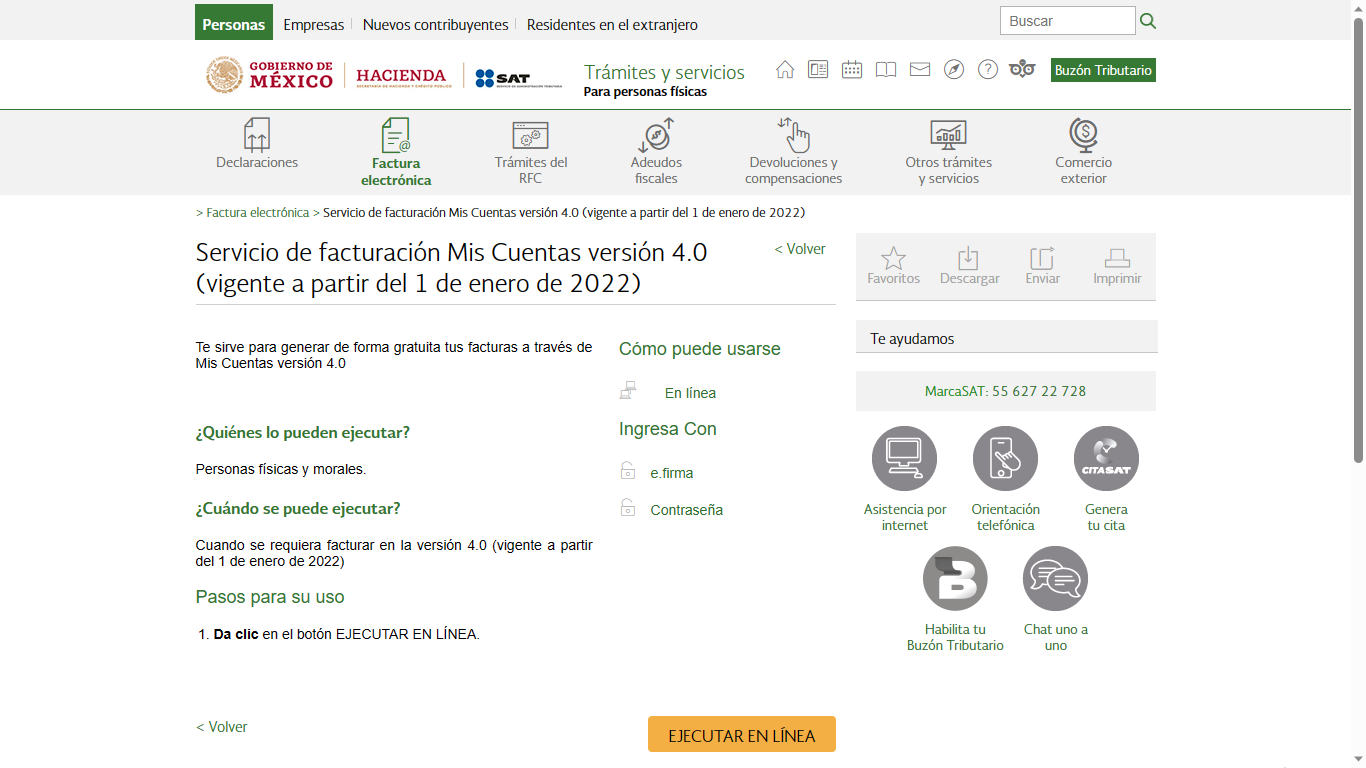 Personas
Empresas
Nuevos contribuyentes
Residentes en el extranjero
Buscar
GOBIERNO DE
MÉXICO
HACIENDA
SECRETARÍA DE HACIENDA Y CRÉDITO PÚBLICO
SAT
SERVICIO DE ADMINISTRACIÓN TRIBUTARIA
Trámites y servicios
Para personas físicas
?
Buzón Tributario
Declaraciones
@
Factura
electrónica
Trámites del
RFC
Adeudos
fiscales
Devoluciones y
compensaciones
Otros trámites
y servicios
$
Comercio
exterior
> Factura electrónica > Servicio de facturación Mis Cuentas versión 4.0 (vigente a partir del 1 de enero de 2022)
Servicio de facturación Mis Cuentas versión 4.0
(vigente a partir del 1 de enero de 2022)
< Volver
Te sirve para generar de forma gratuita tus facturas a través de
Mis Cuentas versión 4.0
¿Quiénes lo pueden ejecutar?
Personas físicas y morales.
¿Cuándo se puede ejecutar?
Cuando se requiera facturar en la versión 4.0 (vigente a partir
del 1 de enero de 2022)
Pasos para su uso
1. Da clic en el botón EJECUTAR EN LÍNEA.
Cómo puede usarse
En línea
Ingresa Con
e.firma
Contraseña
< Volver
EJECUTAR EN LÍNEA
Favoritos
Descargar
Enviar
Imprimir
Te ayudamos
MarcaSAT: 55 627 22 728
Asistencia por
internet
Orientación
telefónica
CITASAT
Genera
tu cita
B
Habilita tu
Buzón Tributario
Chat uno a
uno